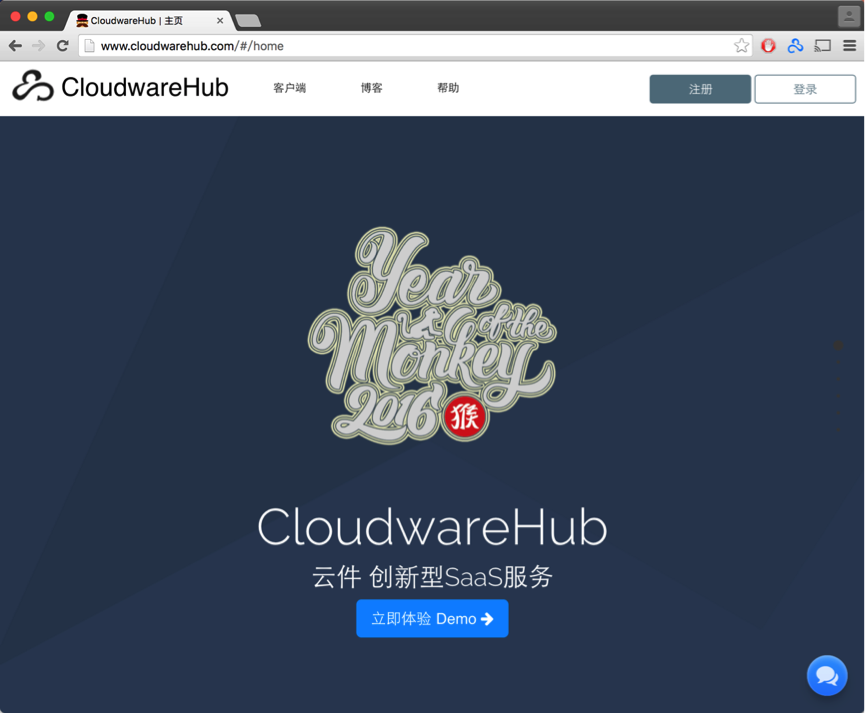 CloudwareHub | 主页
www.cloudwarehub.com/#/home
CloudwareHub
客户端
博客
帮助
注册
登录
Year
of the
Monkey
2016 猴
CloudwareHub
云件 创新型SaaS服务
立即体验 Demo